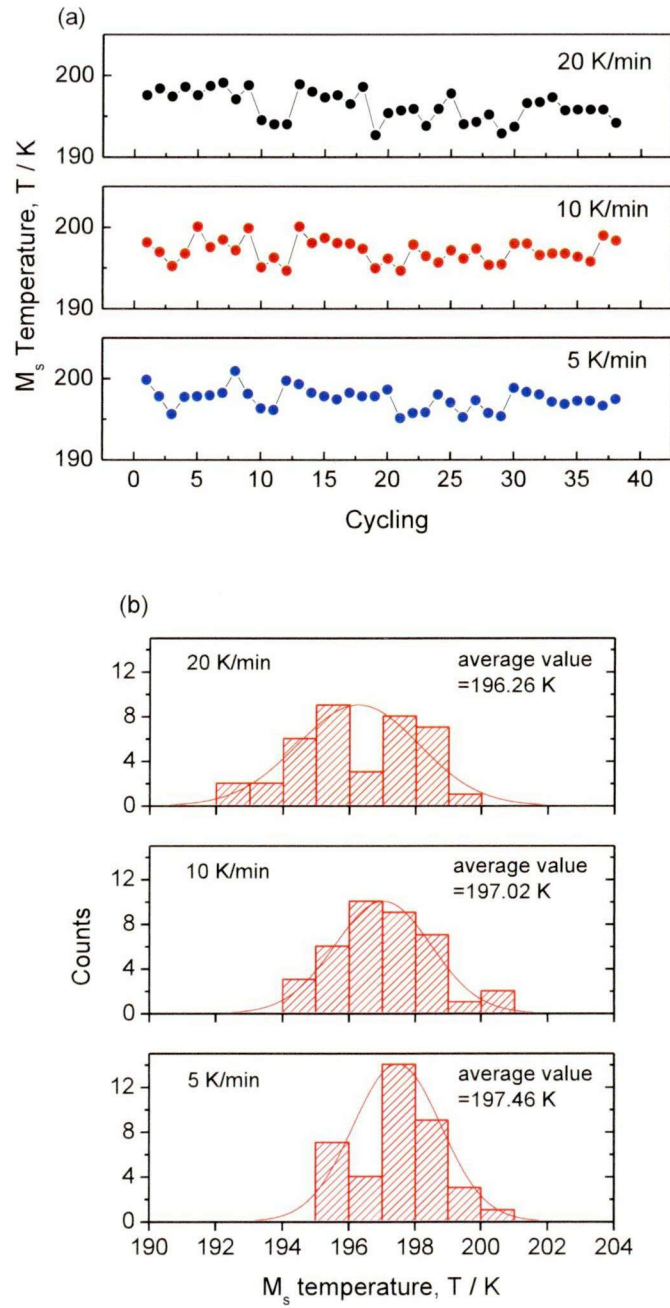 (a)
20 K/min
200
190
10 K/min
200
190
5 K/min
200
190
0 5 10 15 20 25 30 35 40
Cycling
M_s Temperature, T / K
(b)
20 K/min
average value
=196.26 K
12
8
4
0
10 K/min
average value
=197.02 K
12
8
4
0
5 K/min
average value
=197.46 K
12
8
4
0
Counts
190 192 194 196 198 200 202 204
M_s temperature, T / K